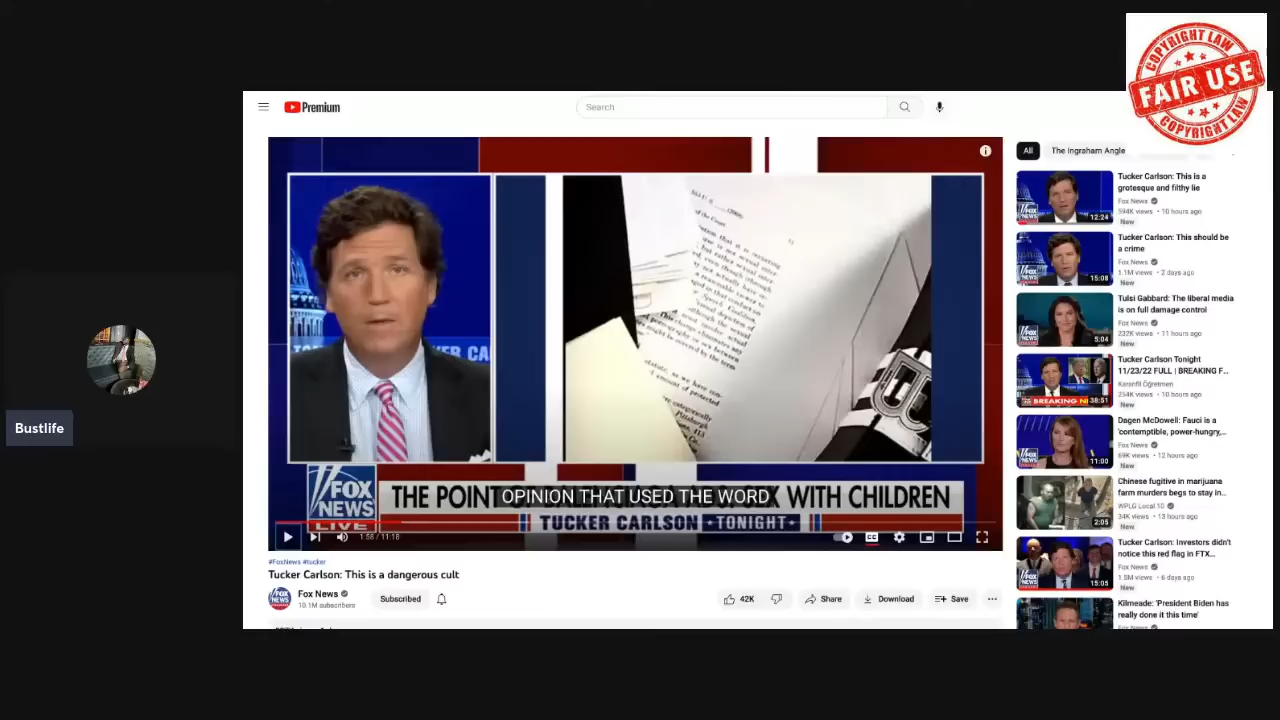 COPYRIGHT LAW
FAIR USE
COPYRIGHT LAW
Premium
Search
All
The Ingraham Angle
Tucker Carlson: This is a
grotesque and filthy lie
Fox News
594K views • 10 hours ago
New
12:24
Tucker Carlson: This should be
a crime
Fox News
1.1M views • 2 days ago
New
15:08
Tulsi Gabbard: The liberal media
is on full damage control
Fox News
232K views • 11 hours ago
New
5:04
Tucker Carlson Tonight
11/23/22 FULL | BREAKING F...
Karanfil Öğretmen
254K views • 10 hours ago
New
BREAKING
38:51
Dagen McDowell: Fauci is a
'contemptible, power-hungry,...
Fox News
69K views • 12 hours ago
New
11:00
Chinese fugitive in marijuana
farm murders begs to stay in...
WPLG Local 10
34K views • 13 hours ago
New
2:05
Tucker Carlson: Investors didn't
notice this red flag in FTX...
Fox News
1.5M views • 6 days ago
New
15:05
Kilmeade: 'President Biden has
really done it this time'
Fox News
Bustlife
FOX
NEWS
LIVE
THE POINT
OPINION THAT USED THE WORD
WITH CHILDREN
TUCKER CARLSON TONIGHT
1:56 / 11:18
CC
#FoxNews #tucker
Tucker Carlson: This is a dangerous cult
Fox News
10.1M subscribers
Subscribed
42K
Share
Download
Save